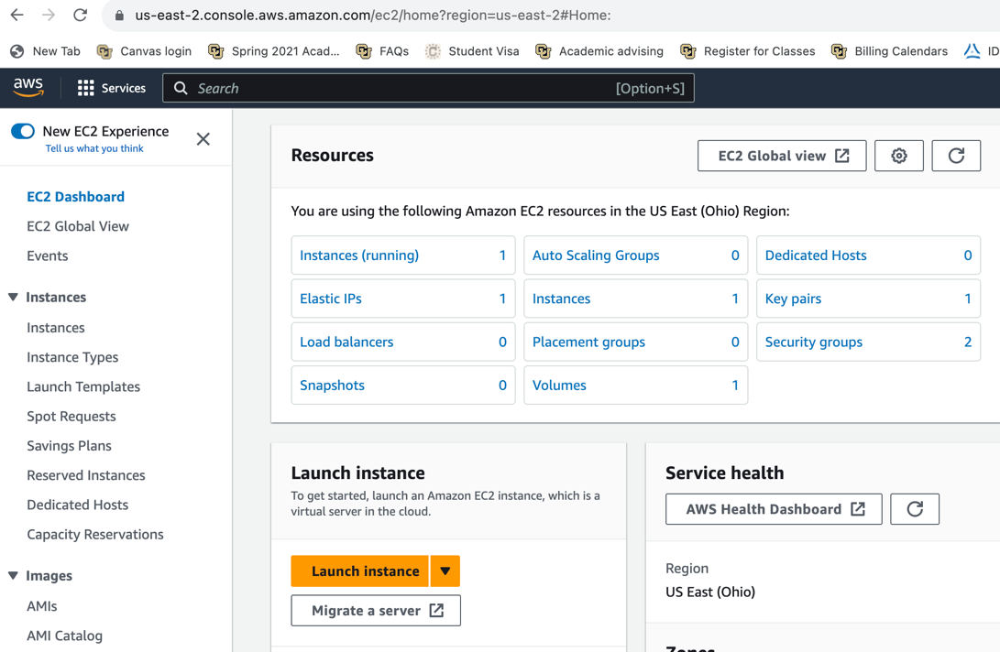 us-east-2.console.aws.amazon.com/ec2/home?region=us-east-2#Home:
New Tab Canvas login Spring 2021 Acad... FAQs Student Visa Academic advising Register for Classes Billing Calendars ID
aws Services Search [Option+S]
New EC2 Experience
Tell us what you think
EC2 Dashboard
EC2 Global View
Events
Instances
Instances
Instance Types
Launch Templates
Spot Requests
Savings Plans
Reserved Instances
Dedicated Hosts
Capacity Reservations
Images
AMIs
AMI Catalog
Resources
EC2 Global view
You are using the following Amazon EC2 resources in the US East (Ohio) Region:
Instances (running) 1 Auto Scaling Groups 0 Dedicated Hosts 0
Elastic IPs 1 Instances 1 Key pairs 1
Load balancers 0 Placement groups 0 Security groups 2
Snapshots 0 Volumes 1
Launch instance
To get started, launch an Amazon EC2 instance, which is a
virtual server in the cloud.
Launch instance
Migrate a server
Service health
AWS Health Dashboard
Region
US East (Ohio)
Zones